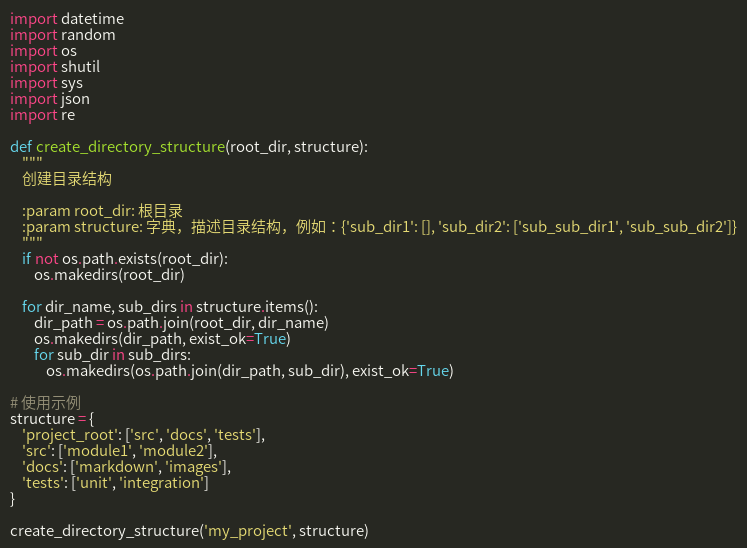 import datetime
import random
import os
import shutil
import sys
import json
import re

def create_directory_structure(root_dir, structure):
    """
    创建目录结构

    :param root_dir: 根目录
    :param structure: 字典，描述目录结构，例如：{'sub_dir1': [], 'sub_dir2': ['sub_sub_dir1', 'sub_sub_dir2']}
    """
    if not os.path.exists(root_dir):
        os.makedirs(root_dir)

    for dir_name, sub_dirs in structure.items():
        dir_path = os.path.join(root_dir, dir_name)
        os.makedirs(dir_path, exist_ok=True)
        for sub_dir in sub_dirs:
            os.makedirs(os.path.join(dir_path, sub_dir), exist_ok=True)

# 使用示例
structure = {
    'project_root': ['src', 'docs', 'tests'],
    'src': ['module1', 'module2'],
    'docs': ['markdown', 'images'],
    'tests': ['unit', 'integration']
}

create_directory_structure('my_project', structure)